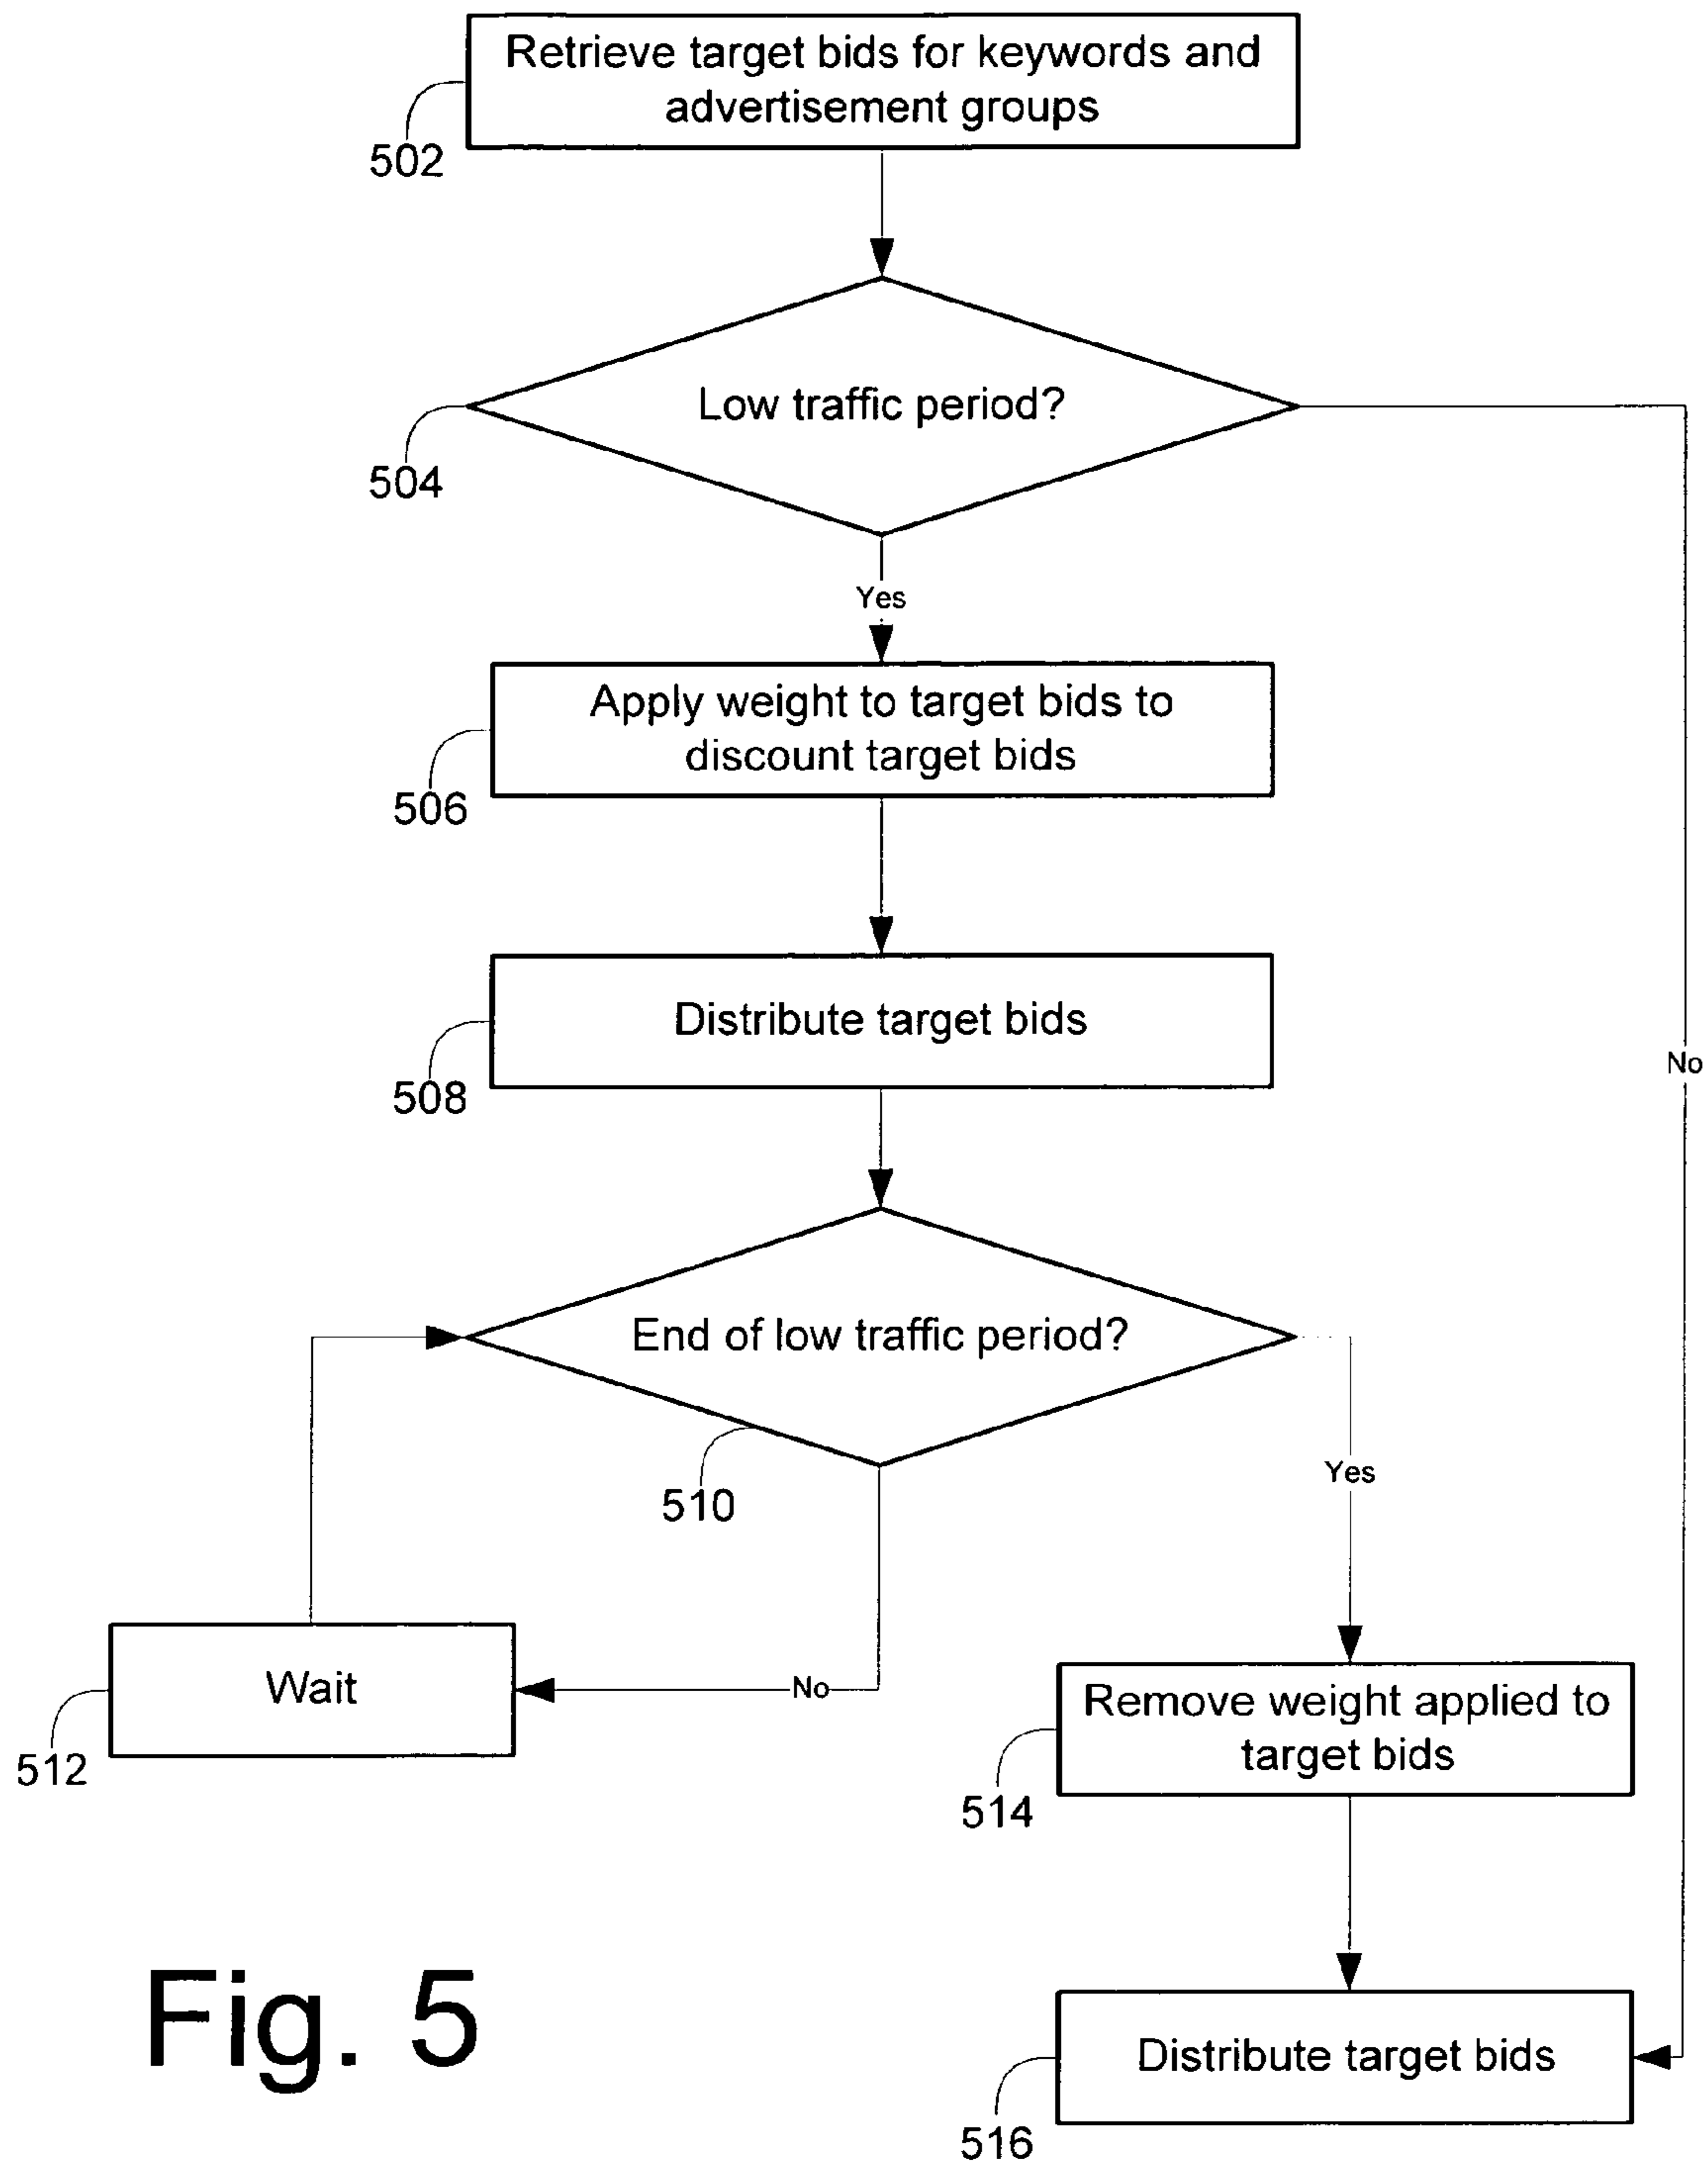 Retrieve target bids for keywords and
advertisement groups
502
Low traffic period?
504
Yes
Apply weight to target bids to
discount target bids
506
Distribute target bids
508
No
End of low traffic period?
510
Yes
Wait
No
512
Remove weight applied to
target bids
514
Distribute target bids
516
Fig. 5